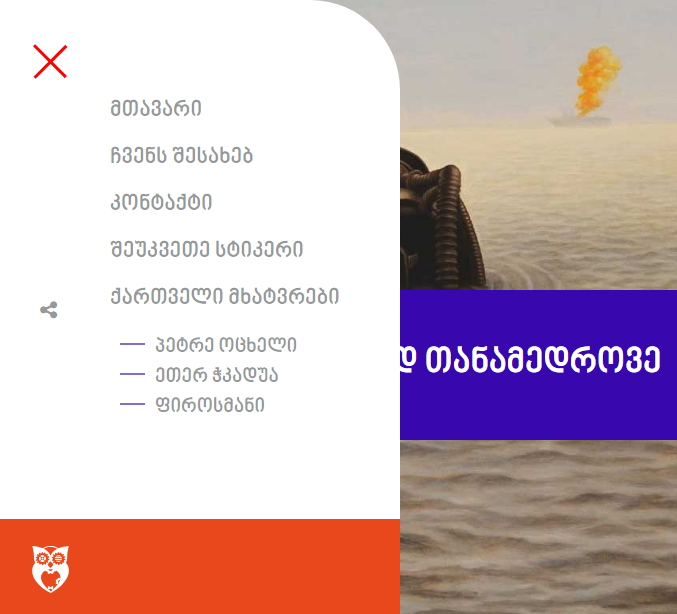 მთავარი
ჩვენს შესახებ
კონტაქტი
შეუკვეთე სტიკერი
ქართველი მხატვრები
პეტრე ოცხელი
ეთერ ჭკადუა
ფიროსმანი
დ თანამედროვე